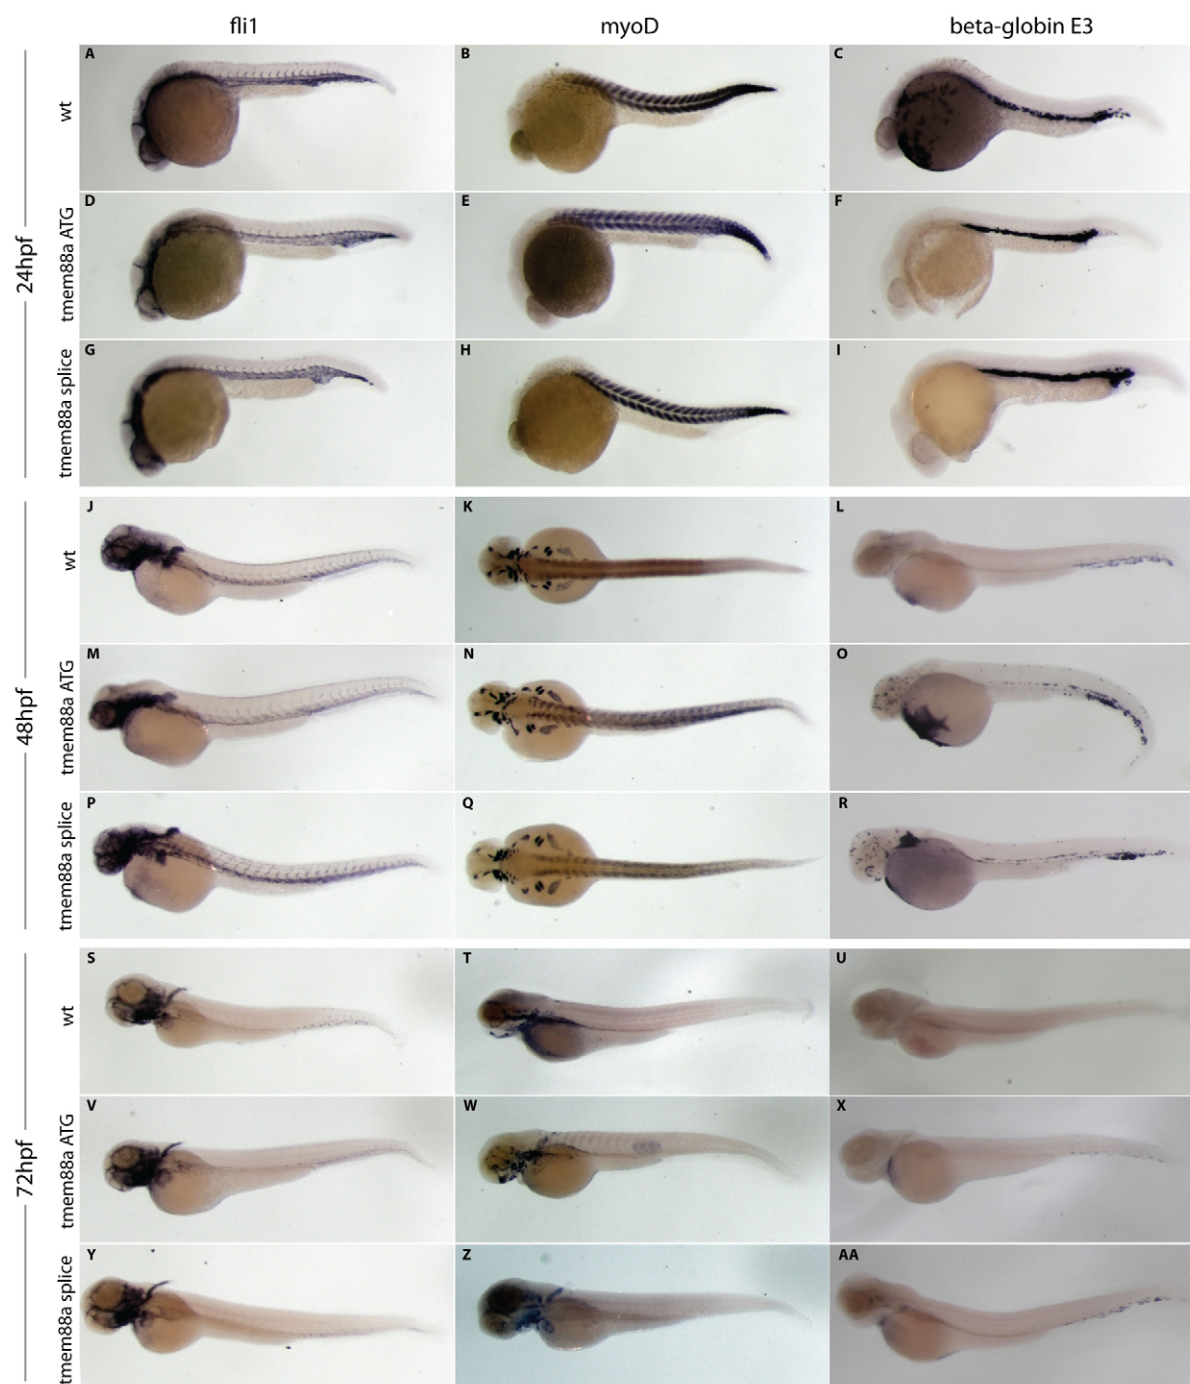 fli1 myoD beta-globin E3
24hpf
wt
A B C
tmem88a ATG
D E F
tmem88a splice
G H I
48hpf
wt
J K L
tmem88a ATG
M N O
tmem88a splice
P Q R
72hpf
wt
S T U
tmem88a ATG
V W X
tmem88a splice
Y Z AA